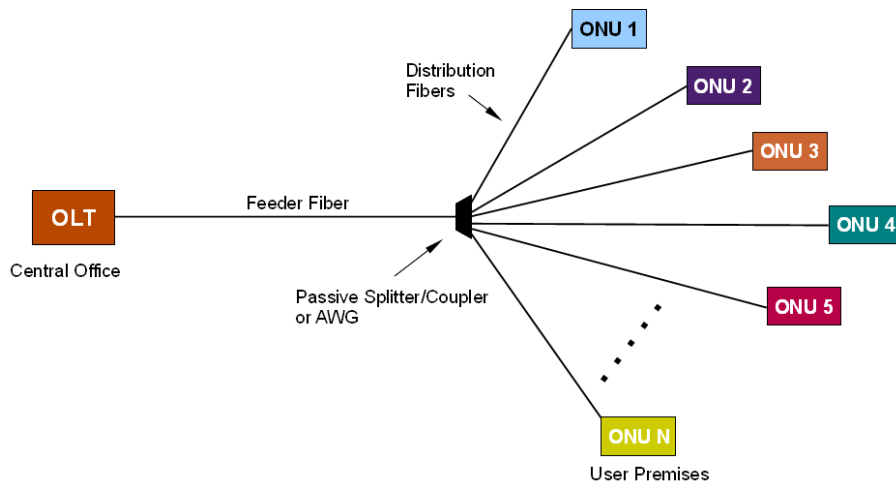 ONU 1
Distribution
Fibers
ONU 2
ONU 3
OLT
Feeder Fiber
ONU 4
Central Office
Passive Splitter/Coupler
or AWG
ONU 5
ONU N
User Premises